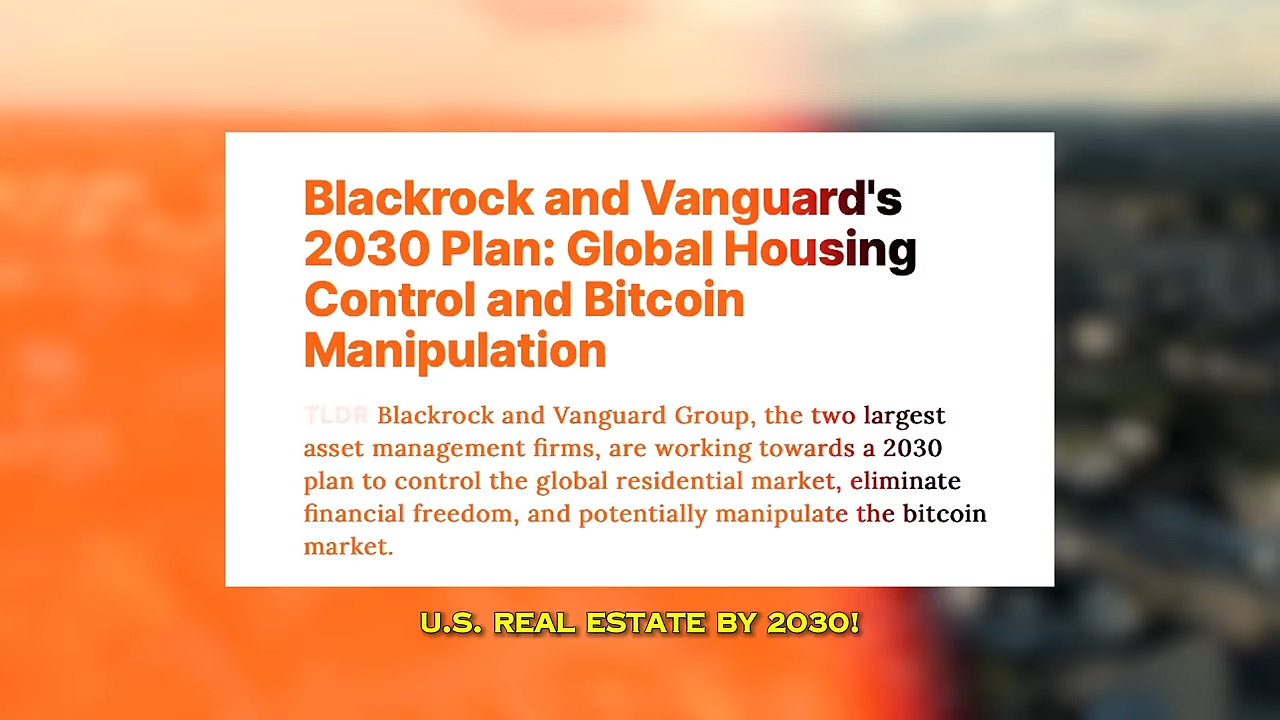 Blackrock and Vanguard's
2030 Plan: Global Housing
Control and Bitcoin
Manipulation
TLDR Blackrock and Vanguard Group, the two largest
asset management firms, are working towards a 2030
plan to control the global residential market, eliminate
financial freedom, and potentially manipulate the bitcoin
market.
U.S. REAL ESTATE BY 2030!